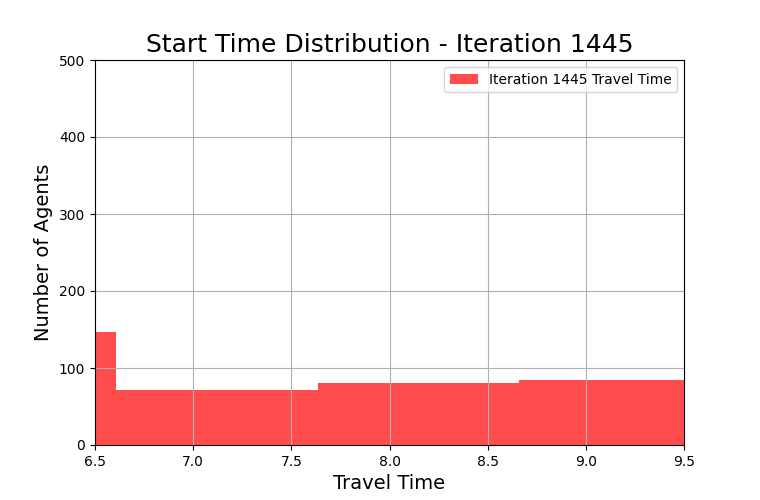 Start Time Distribution - Iteration 1445
Iteration 1445 Travel Time
Number of Agents
500
400
300
200
100
0
6.5 7.0 7.5 8.0 8.5 9.0 9.5
Travel Time